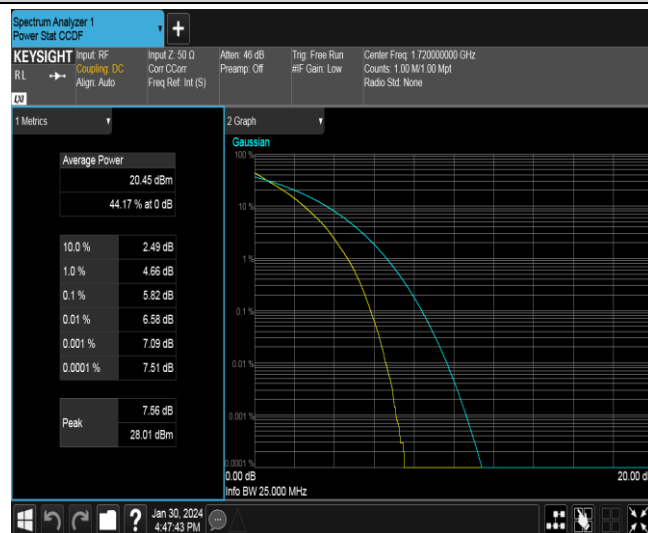 Spectrum Analyzer 1
Power Stat CCDF
+
KEYSIGHT
RL
LXI
Input: RF
Coupling: DC
Align: Auto
Input Z: 50 Ω
Corr CCorr
Freq Ref: Int (S)
Atten: 46 dB
Preamp: Off
Trig: Free Run
#IF Gain: Low
Center Freq: 1.720000000 GHz
Counts: 1.00 M/1.00 Mpt
Radio Std: None
1 Metrics
Average Power
20.45 dBm
44.17 % at 0 dB
10.0 % 2.49 dB
1.0 % 4.66 dB
0.1 % 5.82 dB
0.01 % 6.58 dB
0.001 % 7.09 dB
0.0001 % 7.51 dB
Peak
7.56 dB
28.01 dBm
2 Graph
Gaussian
100 %
10 %
1 %
0.1 %
0.01 %
0.001 %
0.0001 %
0.00 dB
20.00 d
Info BW 25.000 MHz
?
Jan 30, 2024
4:47:43 PM